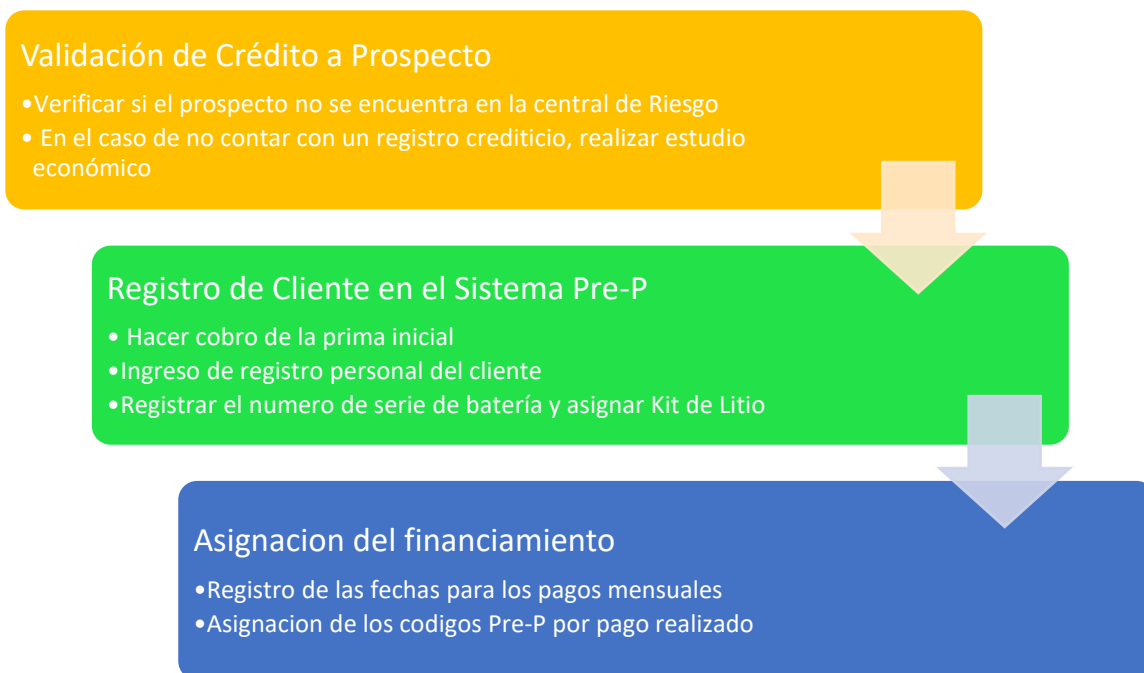 Validación de Crédito a Prospecto
•Verificar si el prospecto no se encuentra en la central de Riesgo
• En el caso de no contar con un registro crediticio, realizar estudio
económico
Registro de Cliente en el Sistema Pre-P
• Hacer cobro de la prima inicial
•Ingreso de registro personal del cliente
•Registrar el numero de serie de batería y asignar Kit de Litio
Asignacion del financiamiento
•Registro de las fechas para los pagos mensuales
•Asignacion de los codigos Pre-P por pago realizado